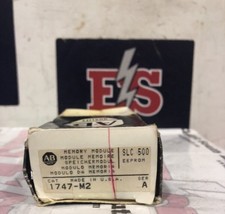 ES
AB
MEMORY MODULE
MODULE MEMOIRE
SPEICHERMODUL
MODULO MEMORIA
MODULO DE MEMORIA
SLC 500
EEPROM
CAT
MADE IN U.S.A.
SER
1747-M2
A